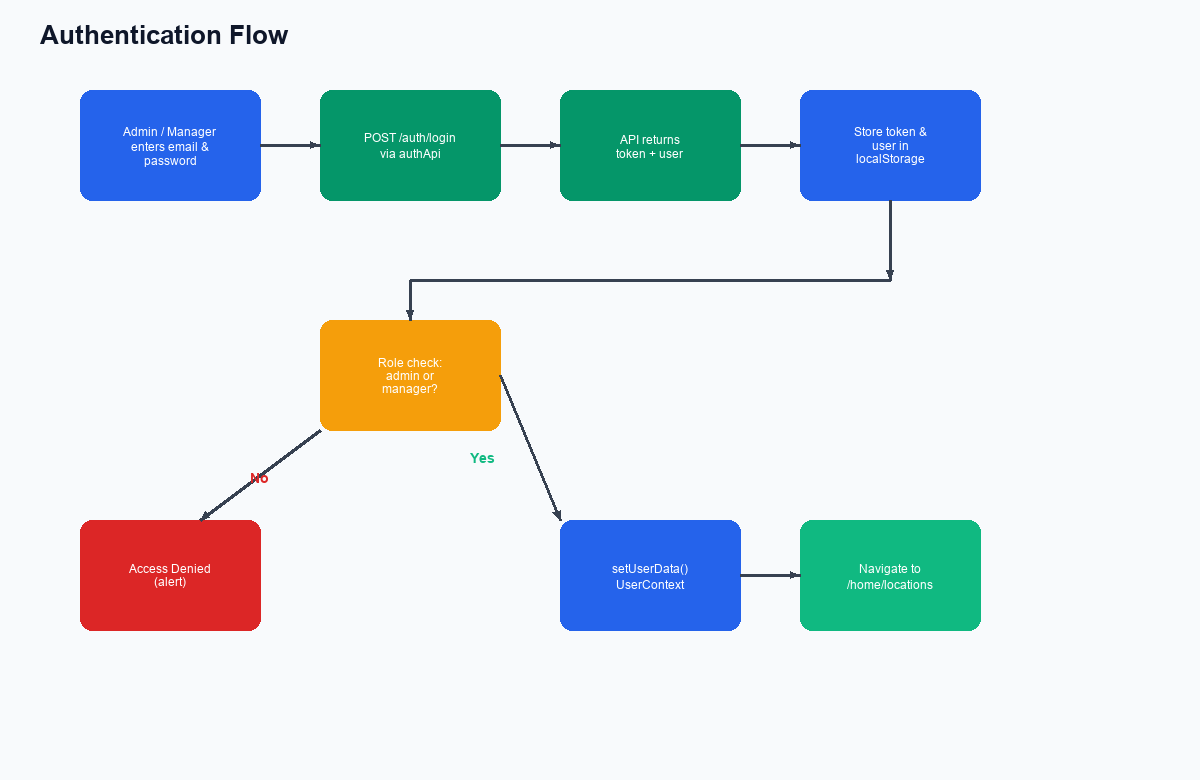 Authentication Flow
Admin / Manager
enters email &
password
POST /auth/login
via authApi
API returns
token + user
Store token &
user in
localStorage
Role check:
admin or
manager?
No
Yes
Access Denied
(alert)
setUserData()
UserContext
Navigate to
/home/locations